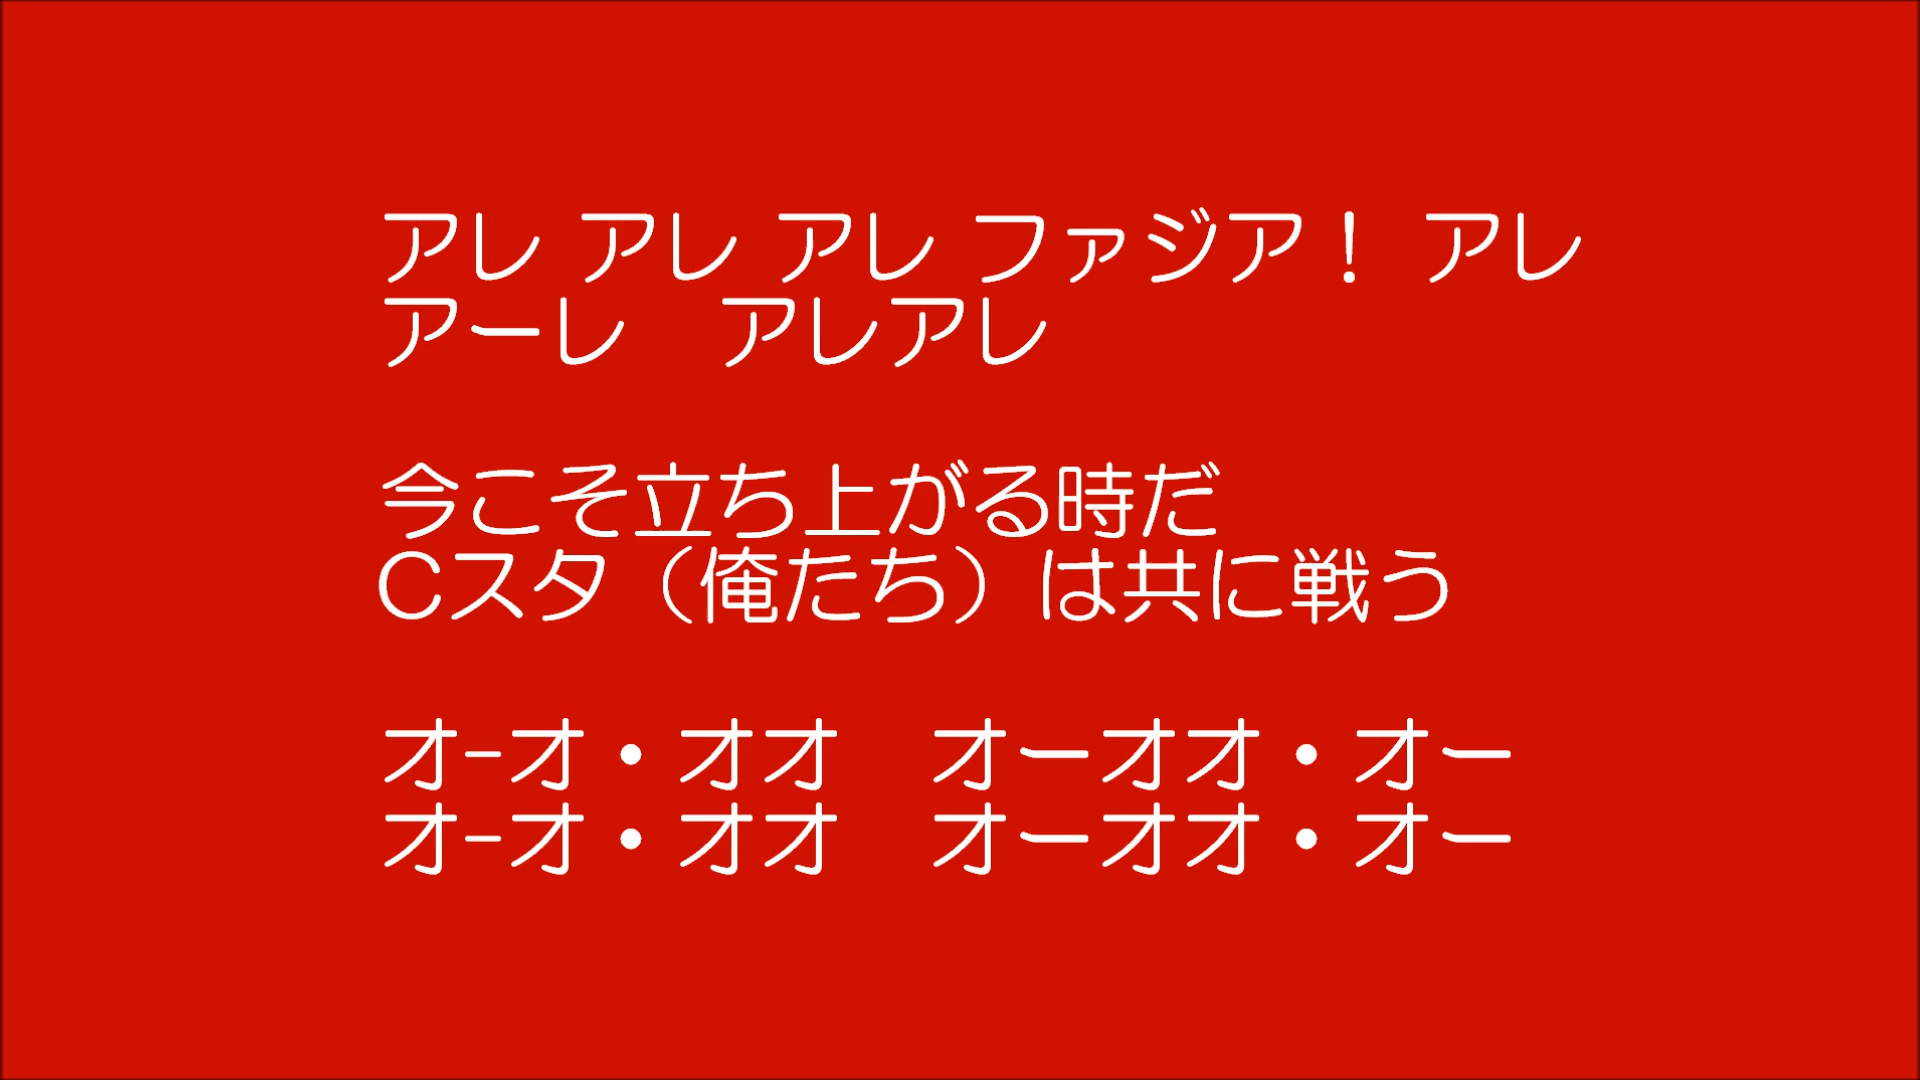 アレ アレ アレ ファジア！ アレ
アーレ　アレアレ
今こそ立ち上がる時だ
Cスタ（俺たち）は共に戦う
オ-オ・オオ　オーオオ・オー
オ-オ・オオ　オーオオ・オー